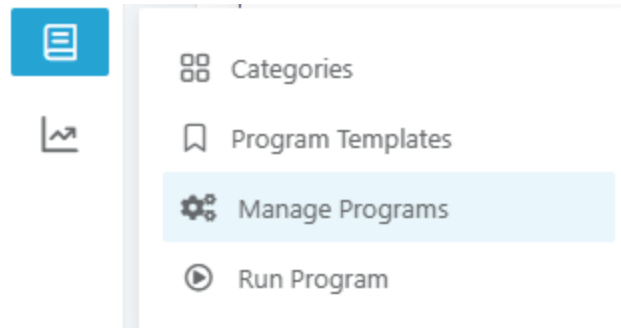 Categories
Program Templates
Manage Programs
Run Program